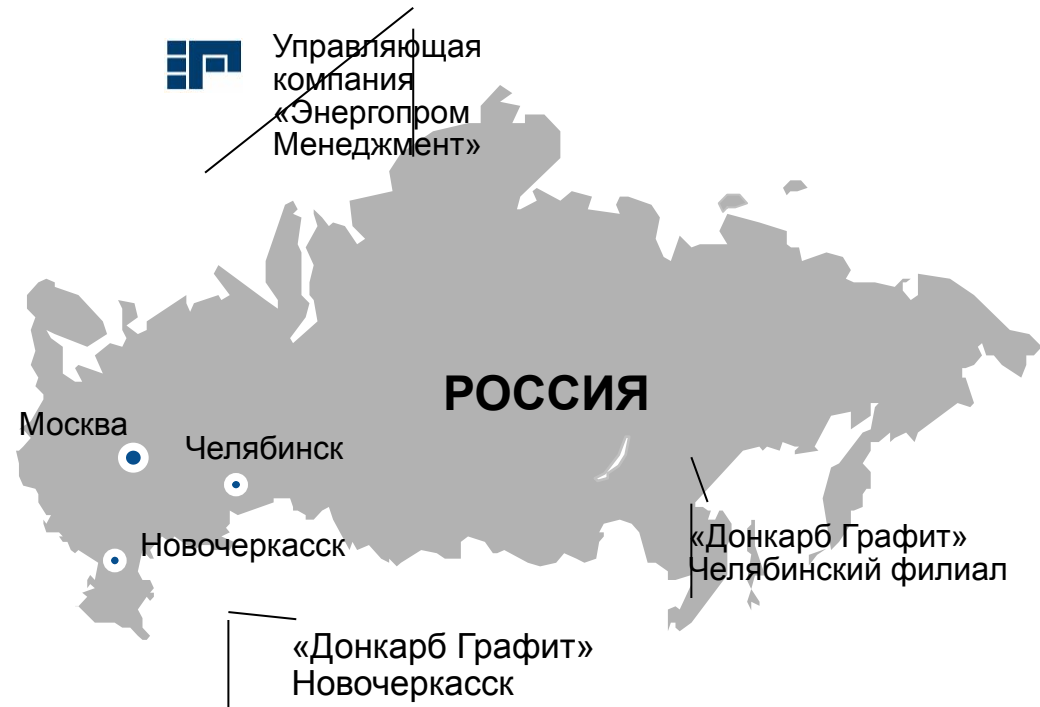 Управляющая
компания
«Энергопром
Менеджмент»
РОССИЯ
Москва
Челябинск
Новочеркасск
«Донкарб Графит»
Челябинский филиал
«Донкарб Графит»
Новочеркасск